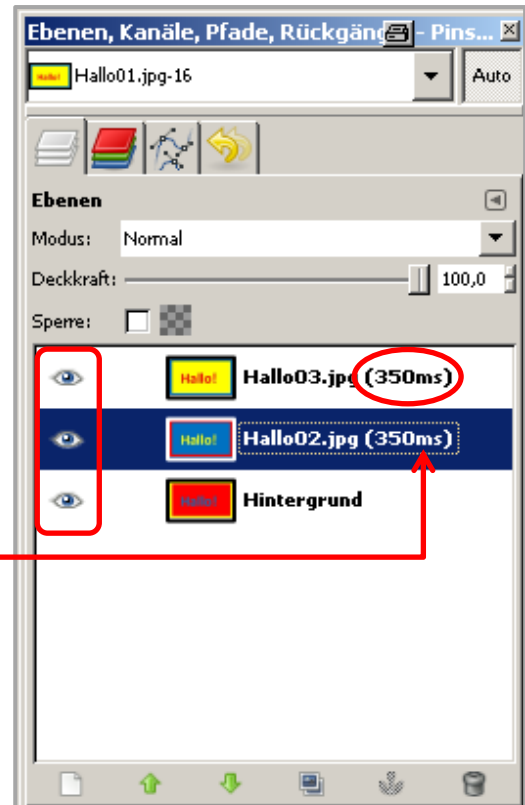 Ebenen, Kanäle, Pfade, Rückgäng - Pins...
Hallo01.jpg-16
Auto
Ebenen
Modus: Normal
Deckkraft: 100,0
Sperre:
Hallo! Hallo03.jpg (350ms)
Hallo! Hallo02.jpg (350ms)
Hallo! Hintergrund